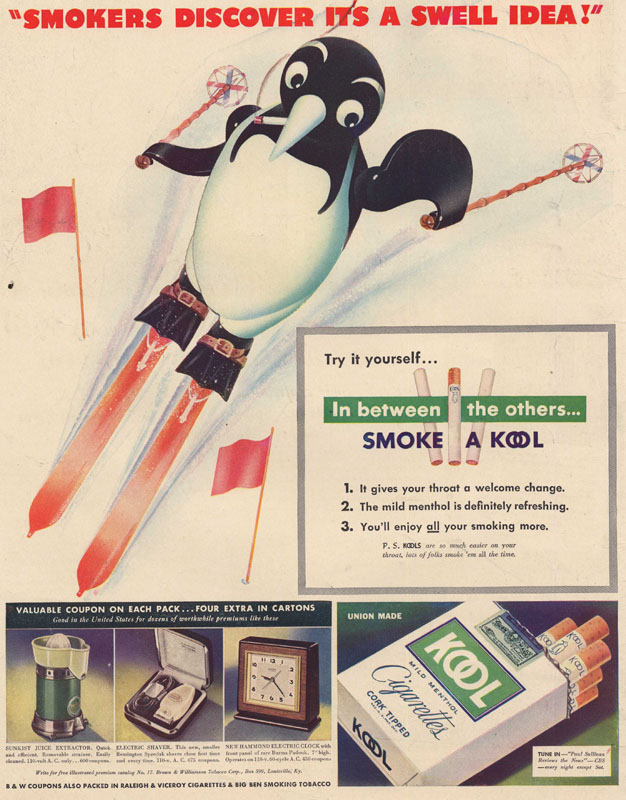 "SMOKERS DISCOVER IT'S A SWELL IDEA!"
Try it yourself...
In between the others...
SMOKE A KOOL
1. It gives your throat a welcome change.
2. The mild menthol is definitely refreshing.
3. You'll enjoy all your smoking more.
P. S. KOOLS are so much easier on your
throat, lots of folks smoke 'em all the time.
VALUABLE COUPON ON EACH PACK...FOUR EXTRA IN CARTONS
Good in the United States for dozens of worthwhile premiums like these
SUNKIST JUICE EXTRACTOR. Quick
and efficient. Removable strainer. Easily
cleaned. 110-volt A. C. only...600 coupons.
ELECTRIC SHAVER. This new, smaller
Remington Speedak shaves close first time
and every time. 110-v. A. C. 675 coupons.
NEW HAMMOND ELECTRIC CLOCK with
front panel of rare Burma Padouk. 7" high.
Operates on 110-v. 60-cycle A. C. 450 coupons
Write for free illustrated premium catalog No. 17. Brown & Williamson Tobacco Corp., Box 599, Louisville, Ky.
B & W COUPONS ALSO PACKED IN RALEIGH & VICEROY CIGARETTES & BIG BEN SMOKING TOBACCO
UNION MADE
KOOL
MILD MENTHOL
Cigarettes
CORK TIPPED
KOOL
KOOL
TUNE IN—"Paul Sullivan
Reviews the News"—CBS
—every night except Sat.